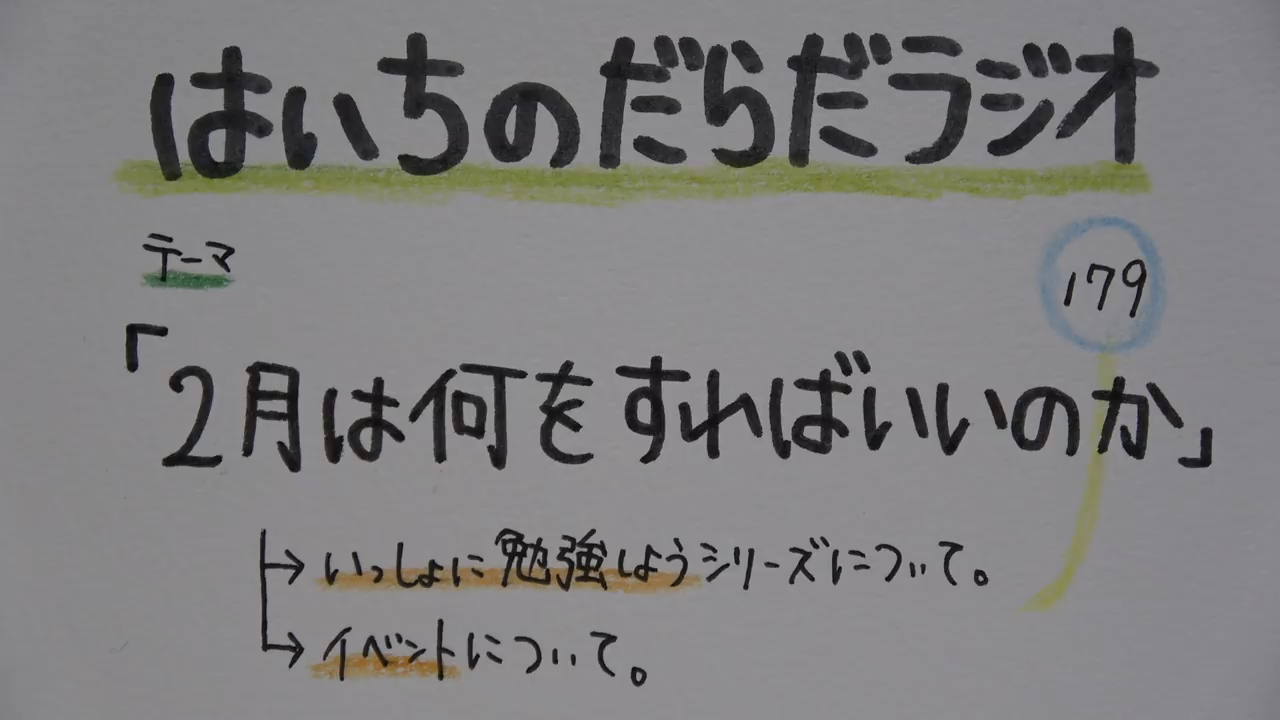 はいちのだらだラジオ
テーマ
179
「2月は何をすればいいのか」
→いっしょに勉強しようシリーズについて。
→イベントについて。